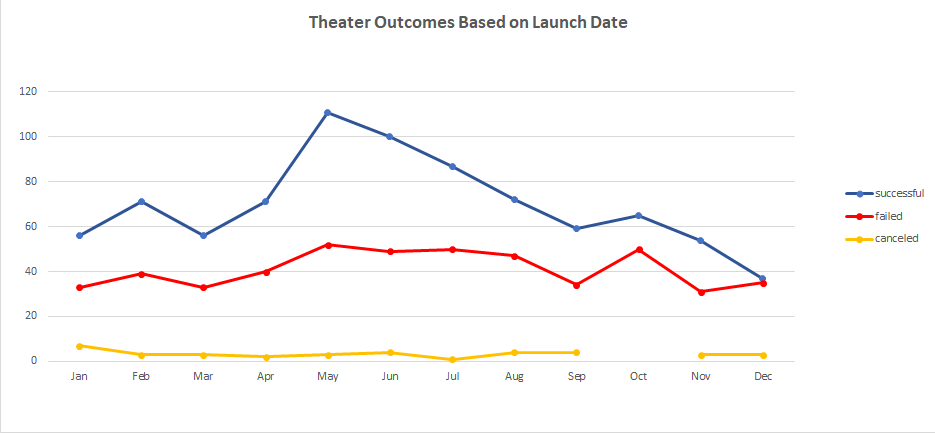 Theater Outcomes Based on Launch Date
120
100
80
60
40
20
0
Jan Feb Mar Apr May Jun Jul Aug Sep Oct Nov Dec
successful
failed
canceled